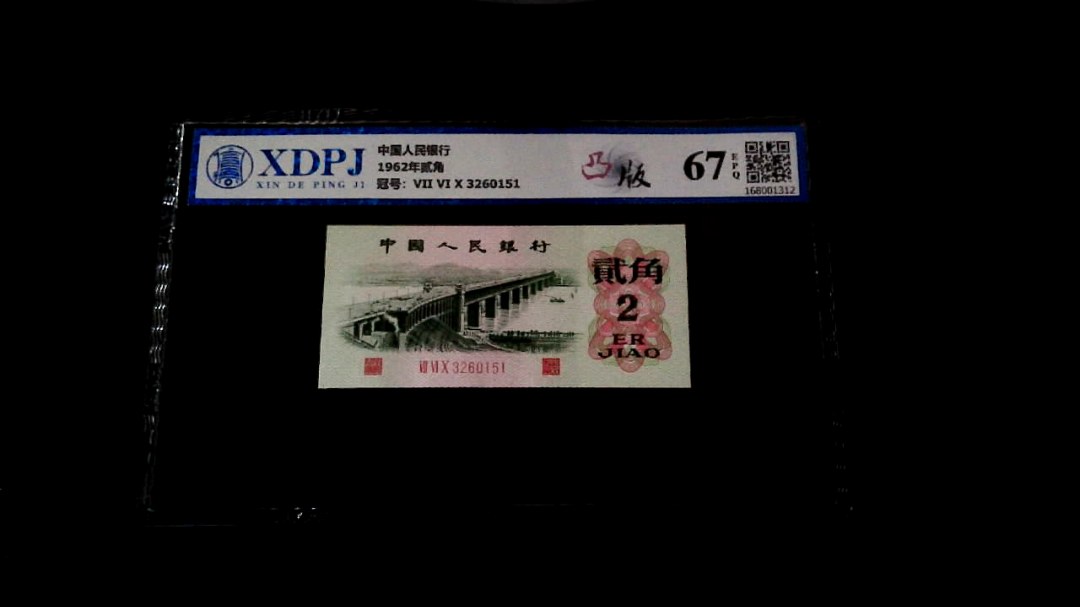 XDPJ
XIN DE PING JI
中国人民银行
1962年贰角
冠号：VII VI X 3260151
凸版
67
EPQ
168001312
中國人民銀行
貳角
2
ER
JIAO
VII VI X 3260151